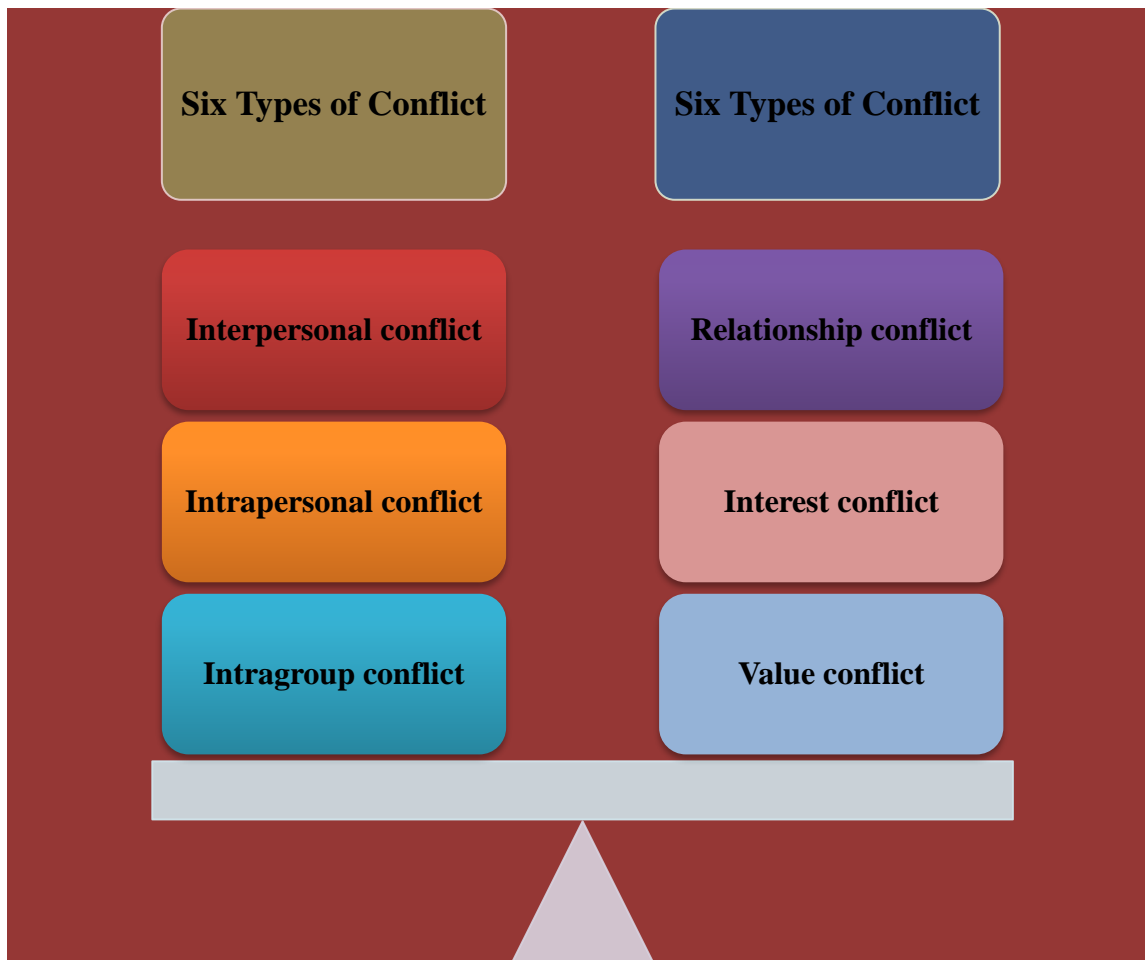 Six Types of Conflict
Six Types of Conflict
Interpersonal conflict
Relationship conflict
Intrapersonal conflict
Interest conflict
Intragroup conflict
Value conflict